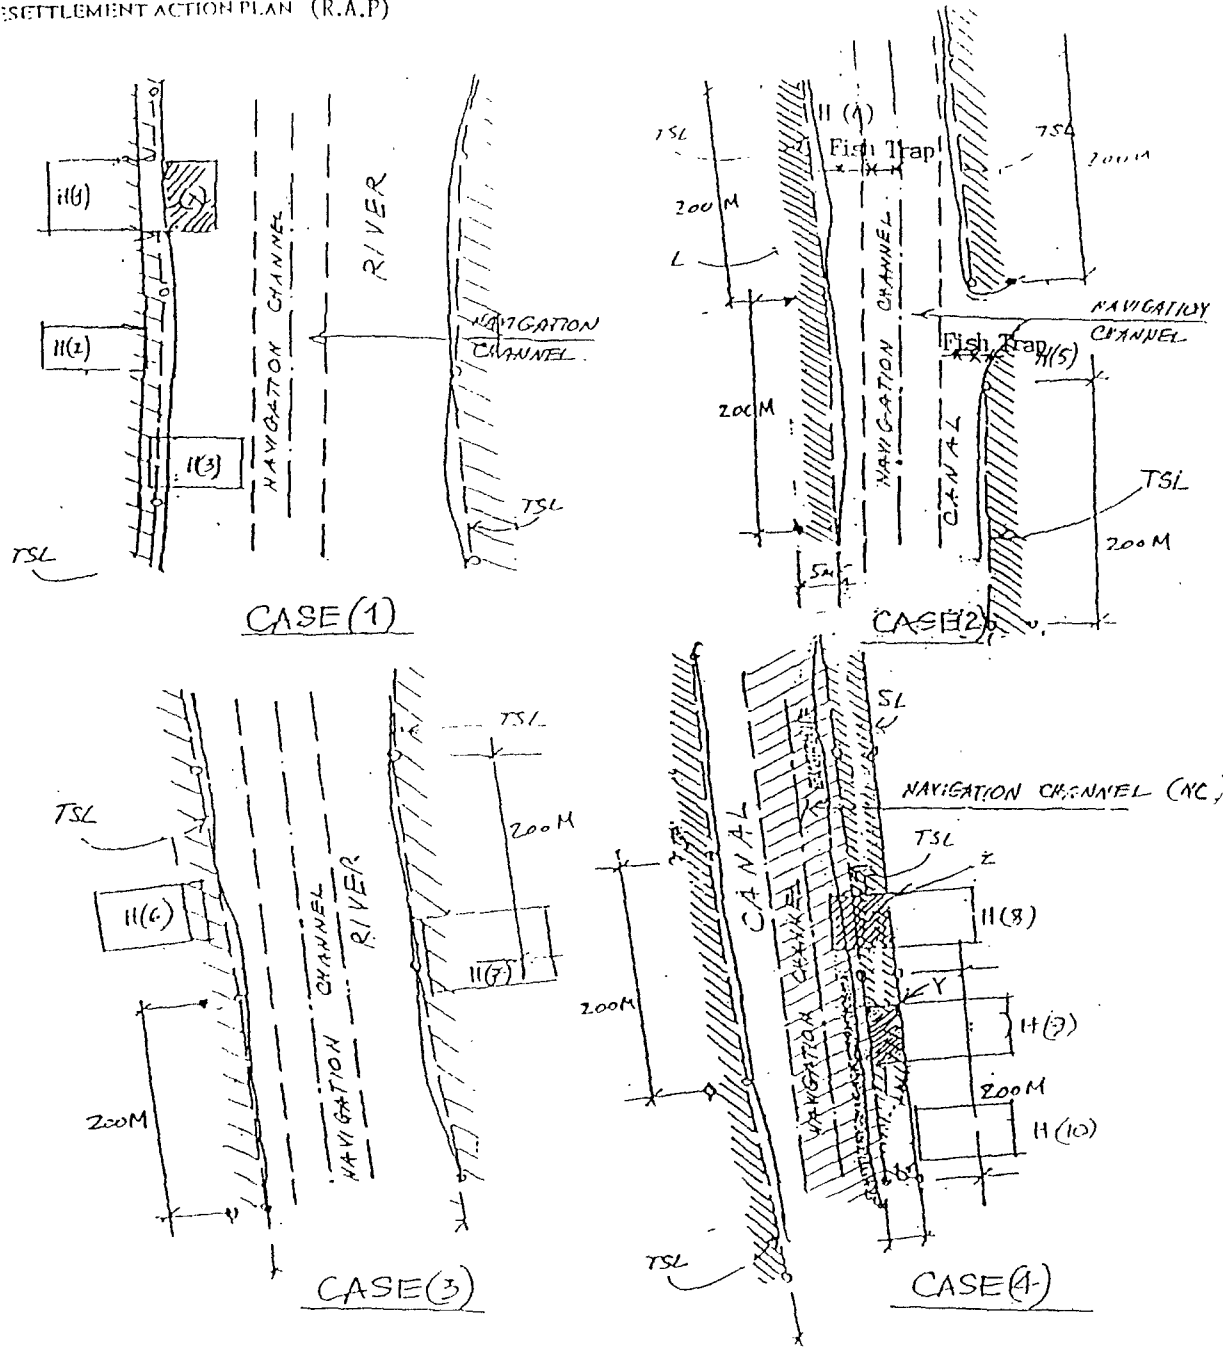 ESETTLEMENT ACTION PLAN (R.A.P)
H(1)
(X)
H(2)
H(3)
NAVIGATION CHANNEL
RIVER
NAVIGATION
CHANNEL
TSL
TSL
CASE(1)
TSL
200M
L
200M
5M
Fish Trap
NAVIGATION CHANNEL
CANAL
TSL
200M
NAVIGATION
CHANNEL
Fish Trap
H(5)
TSL
200M
CASE(2)
TSL
H(6)
200M
NAVIGATION CHANNEL
RIVER
TSL
200M
H(7)
CASE(3)
CANAL
NAVIGATION CHANNEL
SL
NAVIGATION CHANNEL (NC)
TSL
Z
H(8)
200M
Y
200M
H(10)
TSL
CASE(4)